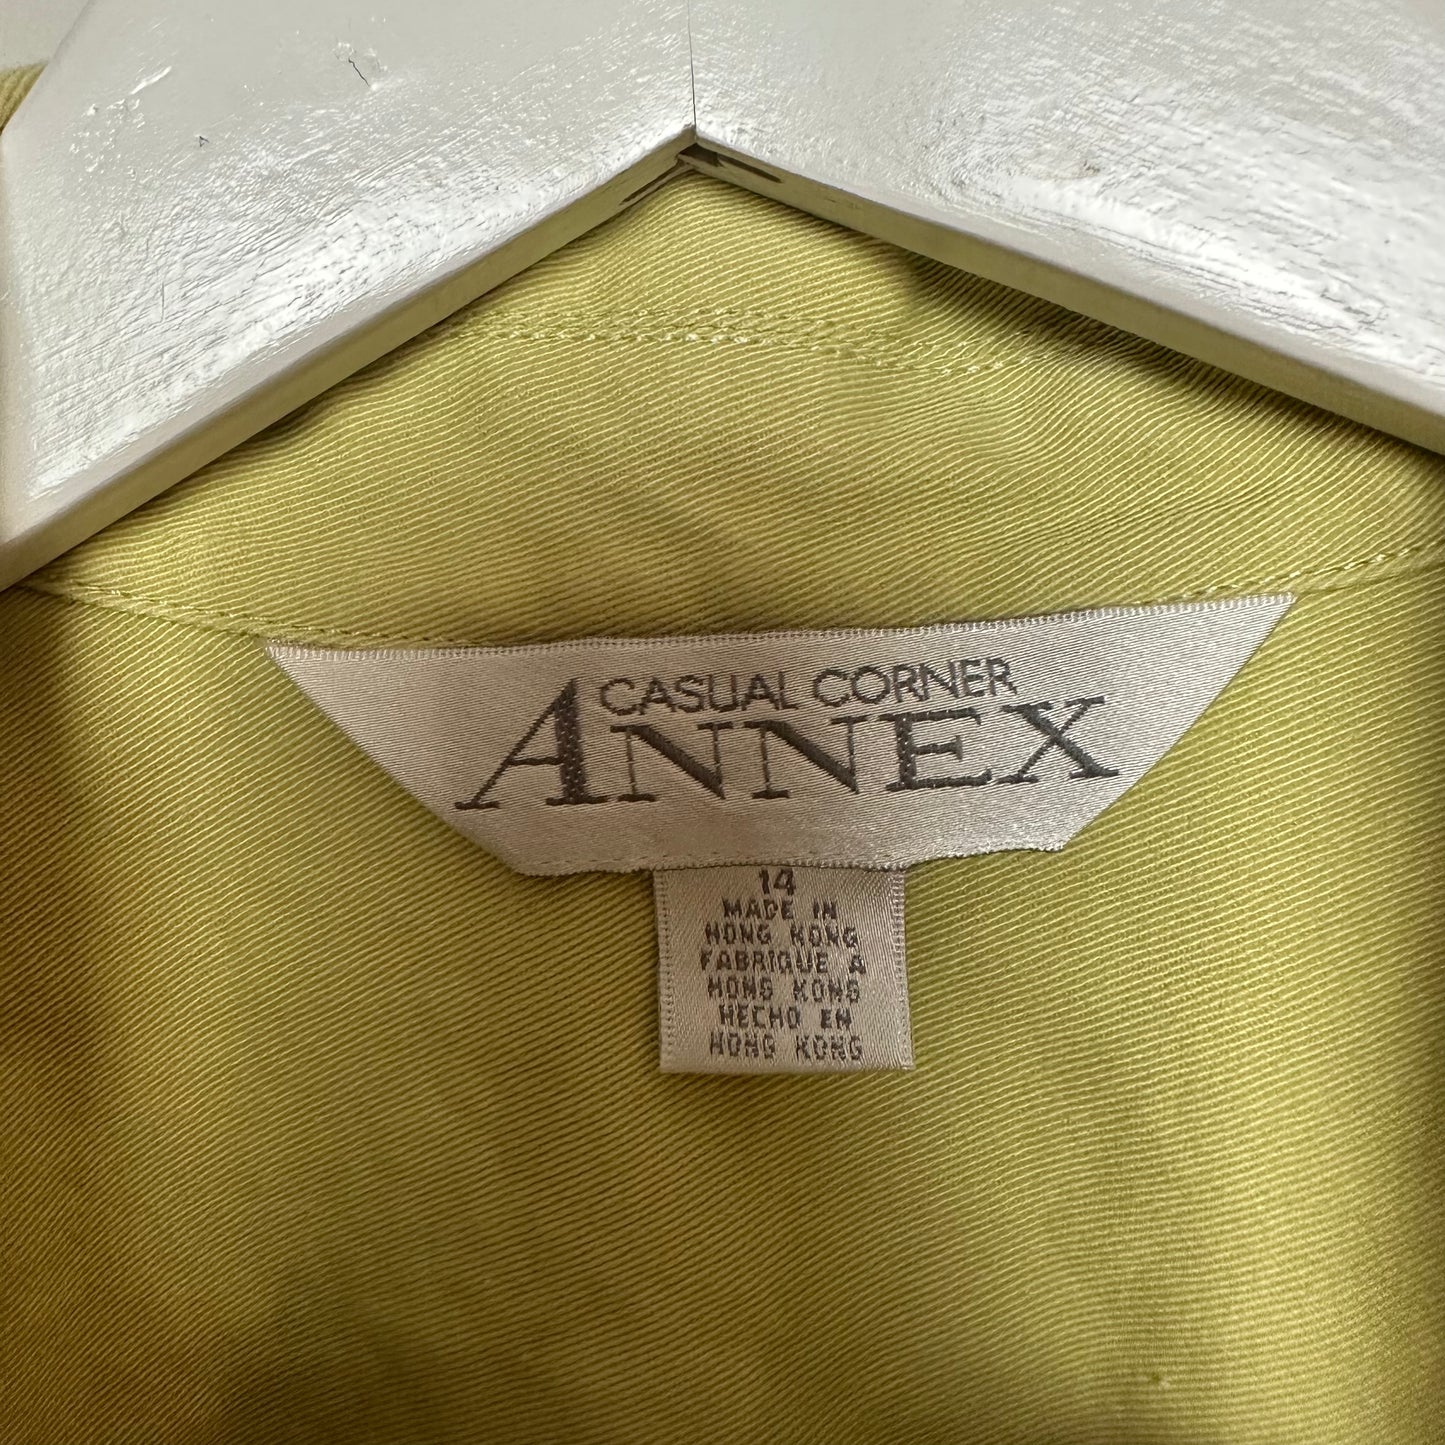 CASUAL CORNER
ANNEX
14
MADE IN
HONG KONG
FABRIQUE A
HONG KONG
HECHO EN
HONG KONG